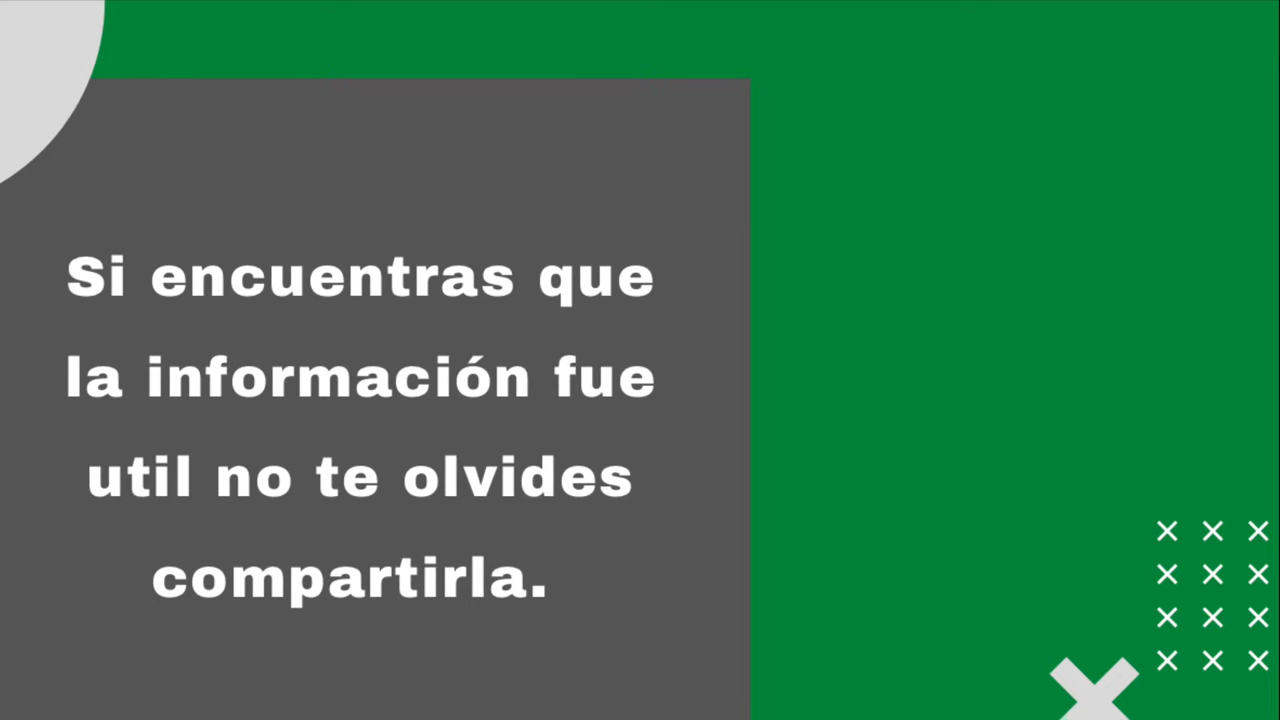 Si encuentras que
la información fue
util no te olvides
compartirla.